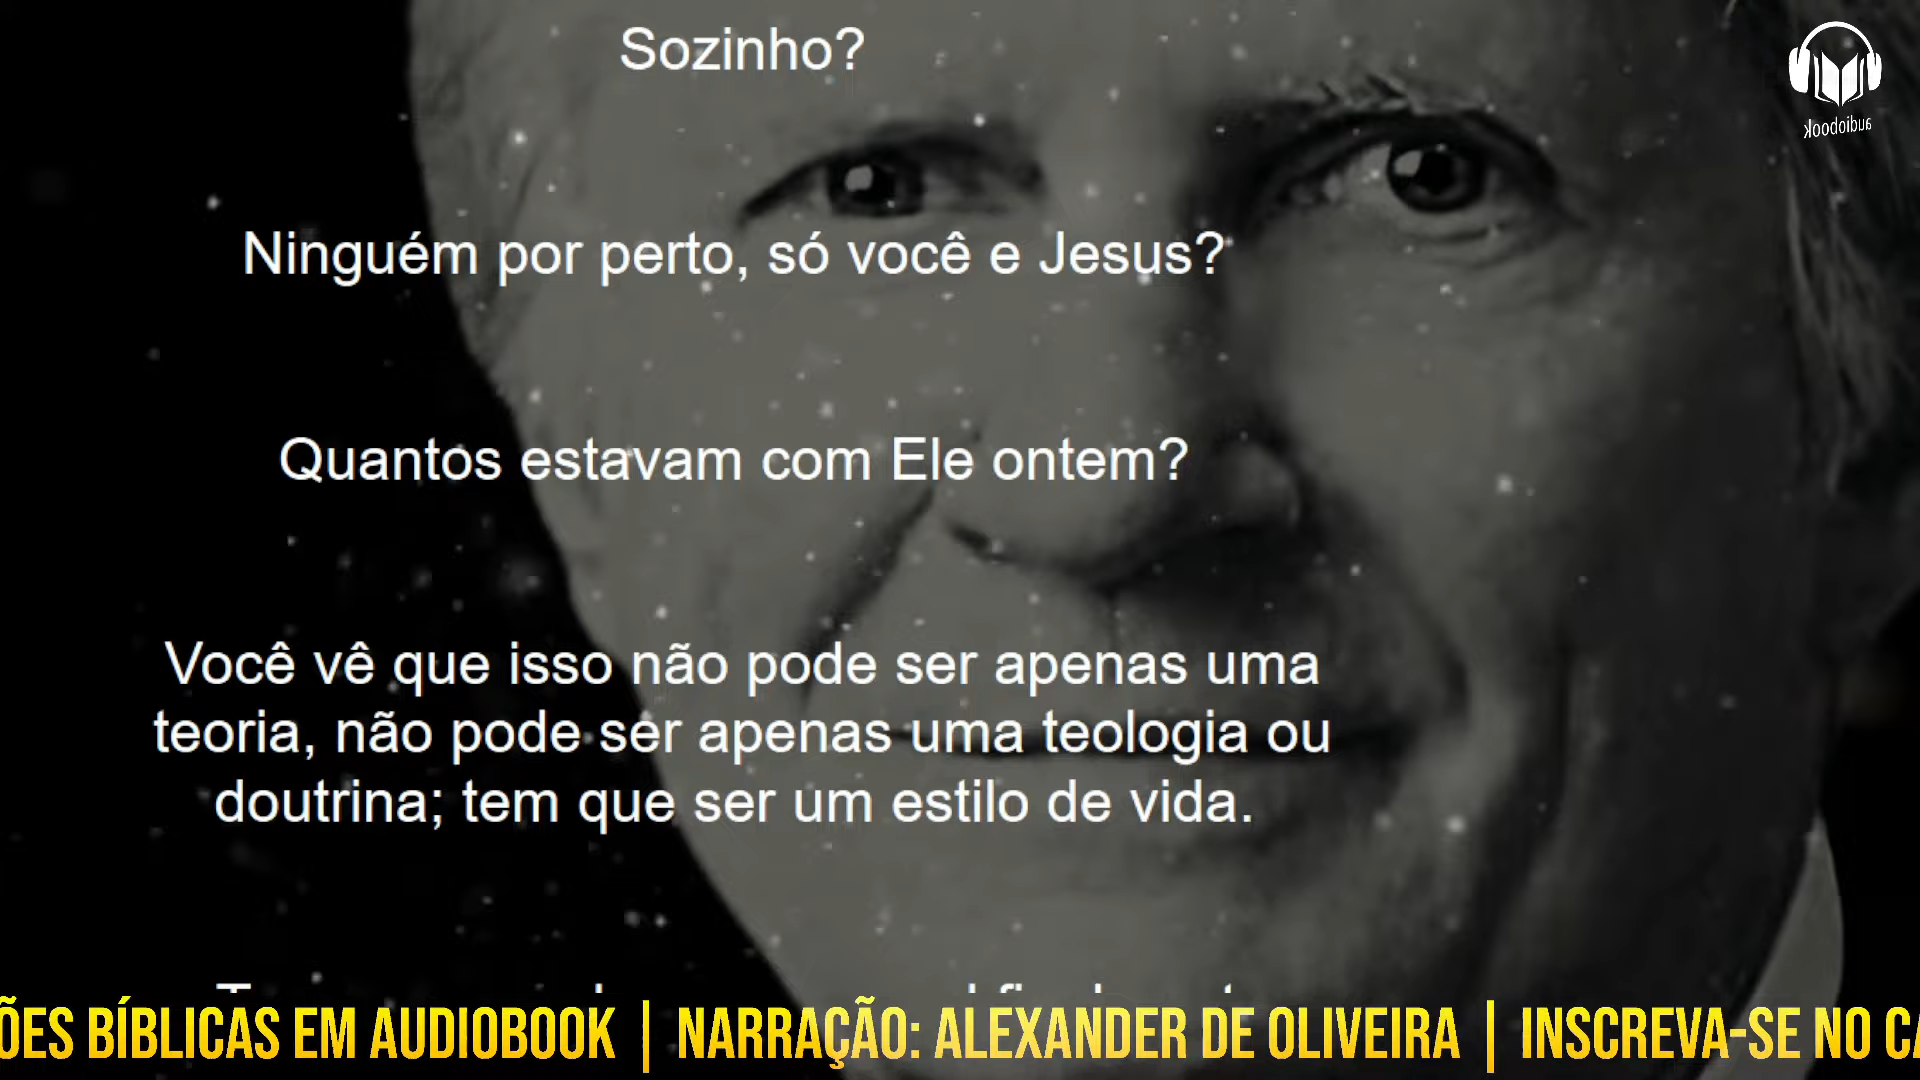 Sozinho?
audiobook
Ninguém por perto, só você e Jesus?
Quantos estavam com Ele ontem?
Você vê que isso não pode ser apenas uma
teoria, não pode ser apenas uma teologia ou
doutrina; tem que ser um estilo de vida.
ÕES BÍBLICAS EM AUDIOBOOK | NARRAÇÃO: ALEXANDER DE OLIVEIRA | INSCREVA-SE NO